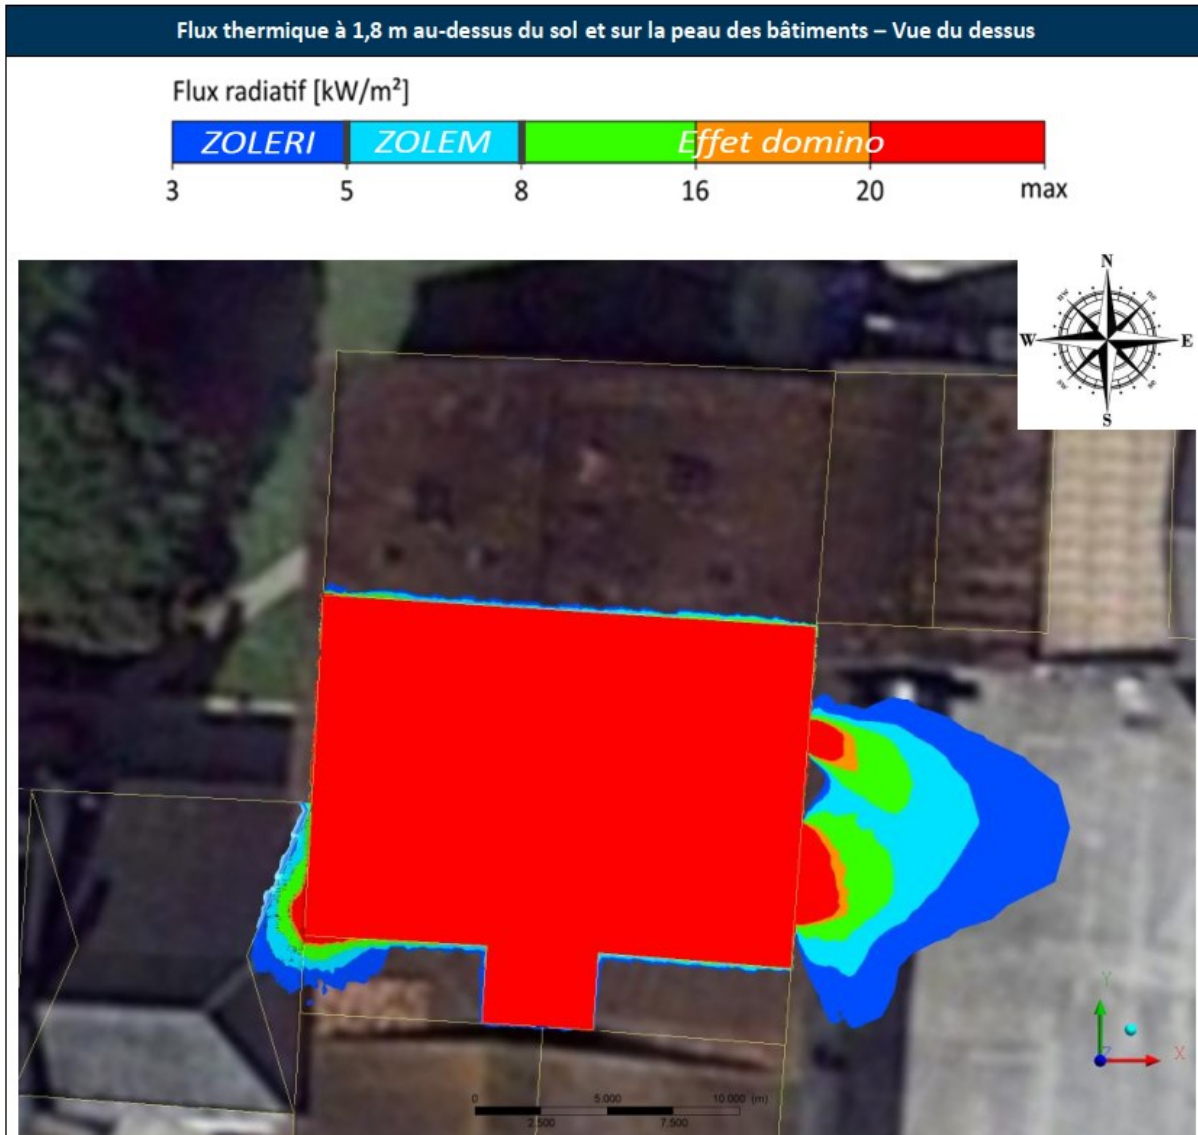 Flux thermique à 1,8 m au-dessus du sol et sur la peau des bâtiments – Vue du dessus
Flux radiatif [kW/m²]
ZOLERI ZOLEM Effet domino
3 5 8 16 20 max
N
W E
S
Y
Z X
0 5.000 10.000 (m)
2.500 7.500